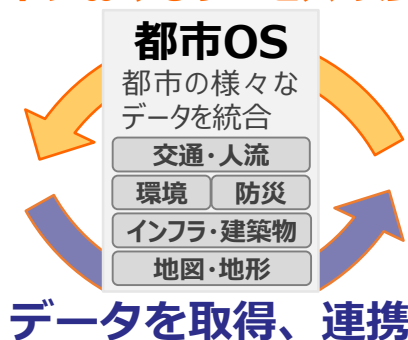 都市OS
都市の様々な
データを統合
交通・人流
環境 防災
インフラ・建築物
地図・地形
データを取得、連携